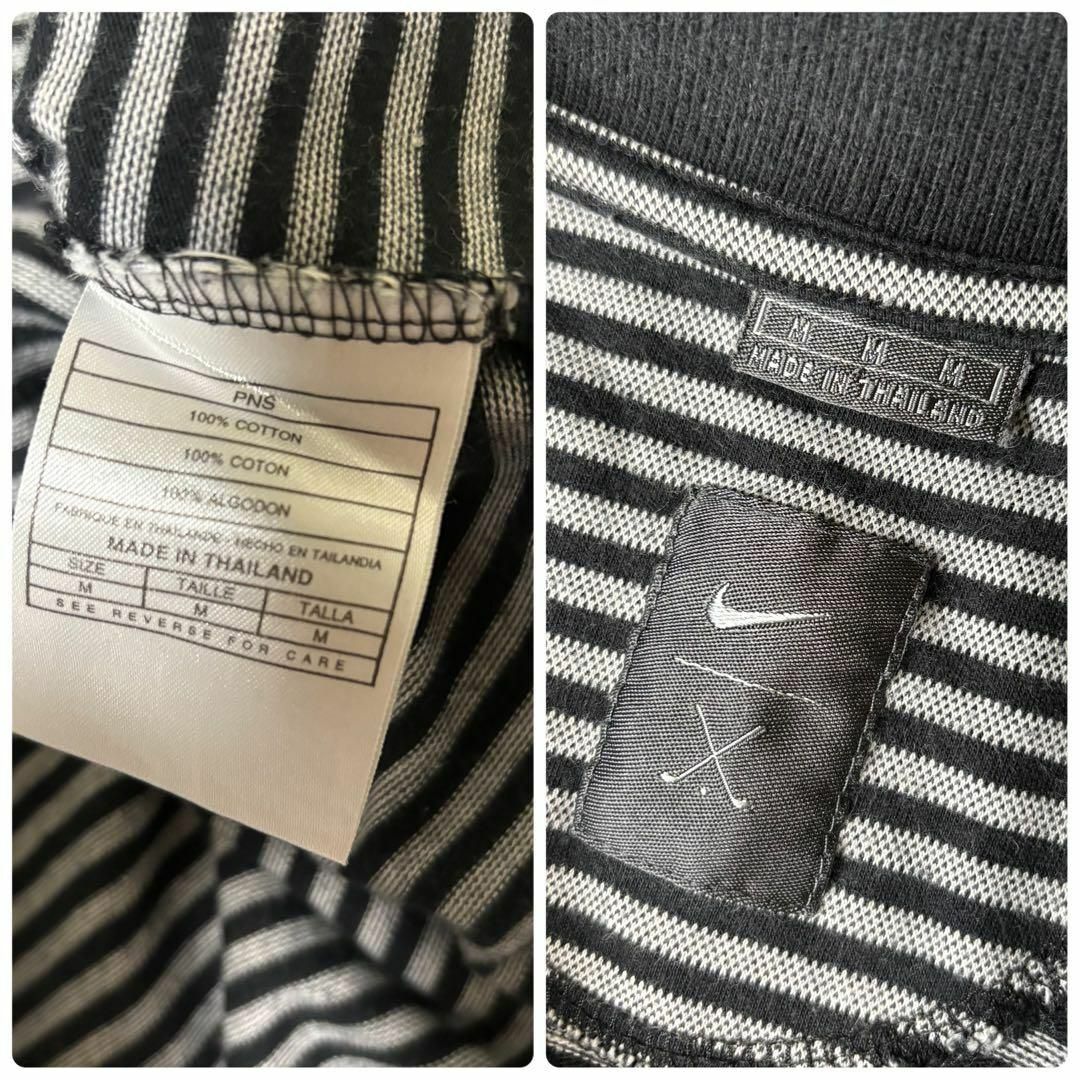 PNS
100% COTTON
100% COTON
100% ALGODON
FABRIQUE EN THAILANDE - HECHO EN TAILANDIA
MADE IN THAILAND
SIZE TAILLE TALLA
M M M
SEE REVERSE FOR CARE
M M M
MADE IN THAILAND